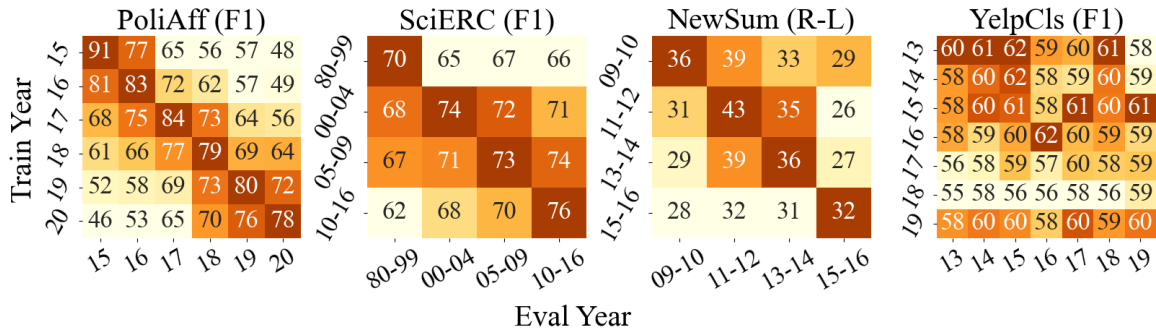 PoliAff (F1) SciERC (F1) NewSum (R-L) YelpCls (F1)
Train Year
15 91 77 65 56 57 48
16 81 83 72 62 57 49
17 68 75 84 73 64 56
18 61 66 77 79 69 64
19 52 58 69 73 80 72
20 46 53 65 70 76 78
15 16 17 18 19 20
80-99 70 65 67 66
00-04 68 74 72 71
05-09 67 71 73 74
10-16 62 68 70 76
80-99 00-04 05-09 10-16
09-10 36 39 33 29
11-12 31 43 35 26
13-14 29 39 36 27
15-16 28 32 31 32
09-10 11-12 13-14 15-16
13 60 61 62 59 60 61 58
14 58 60 62 58 59 60 59
15 58 60 61 58 61 60 61
16 58 59 60 62 60 59 59
17 56 58 59 57 60 58 59
18 55 58 56 56 58 56 59
19 58 60 60 58 60 59 60
13 14 15 16 17 18 19
Eval Year